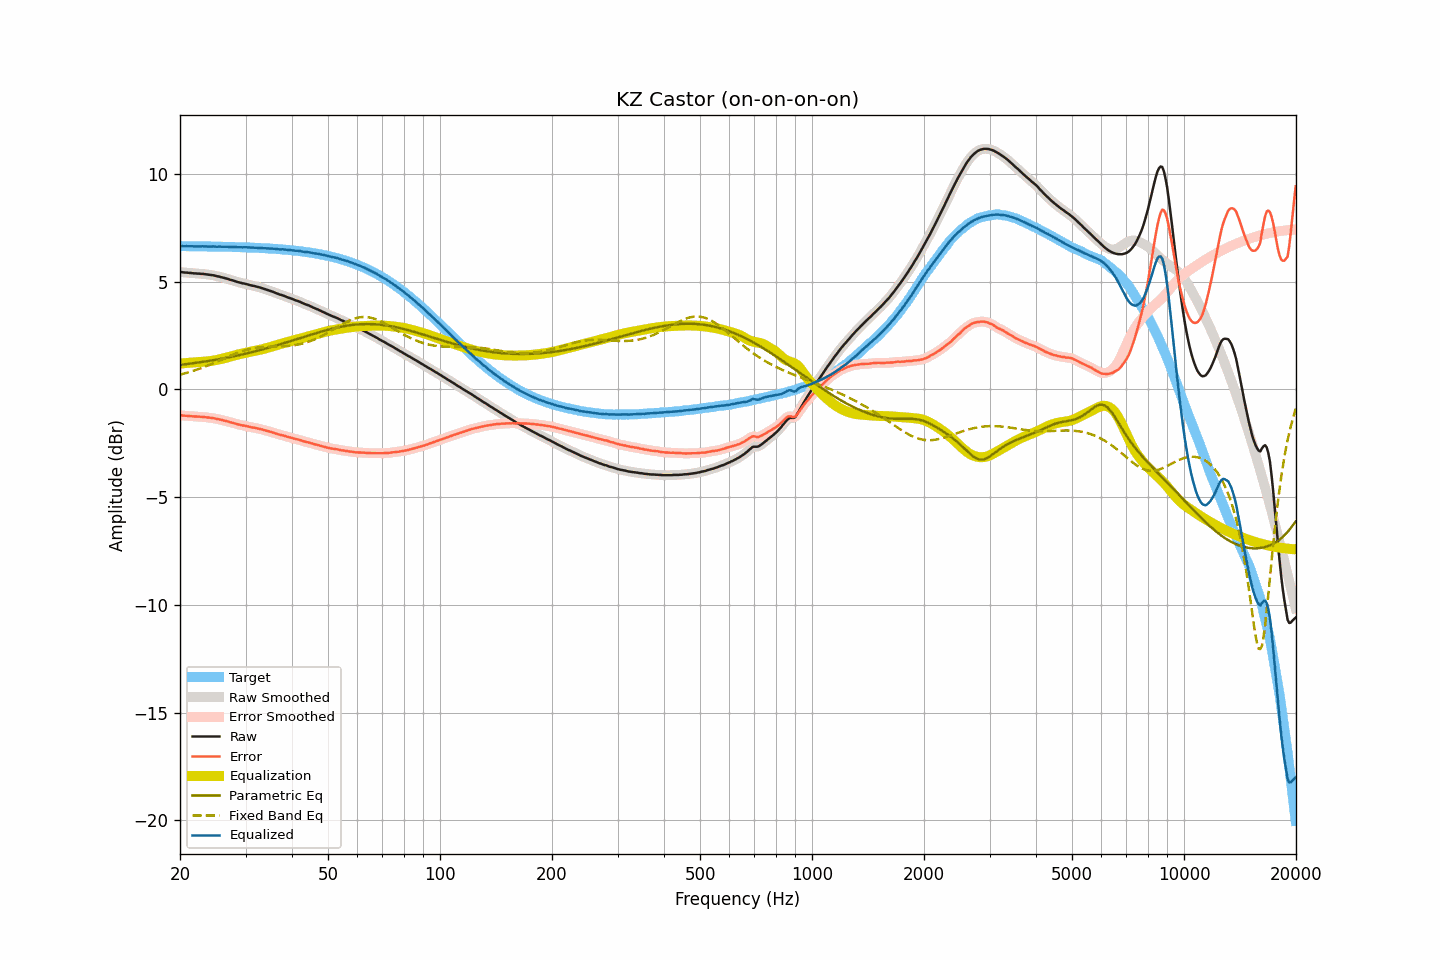 KZ Castor (on-on-on-on)
Amplitude (dBr)
10
5
0
−5
−10
−15
−20
Target
Raw Smoothed
Error Smoothed
Raw
Error
Equalization
Parametric Eq
Fixed Band Eq
Equalized
20 50 100 200 500 1000 2000 5000 10000 20000
Frequency (Hz)